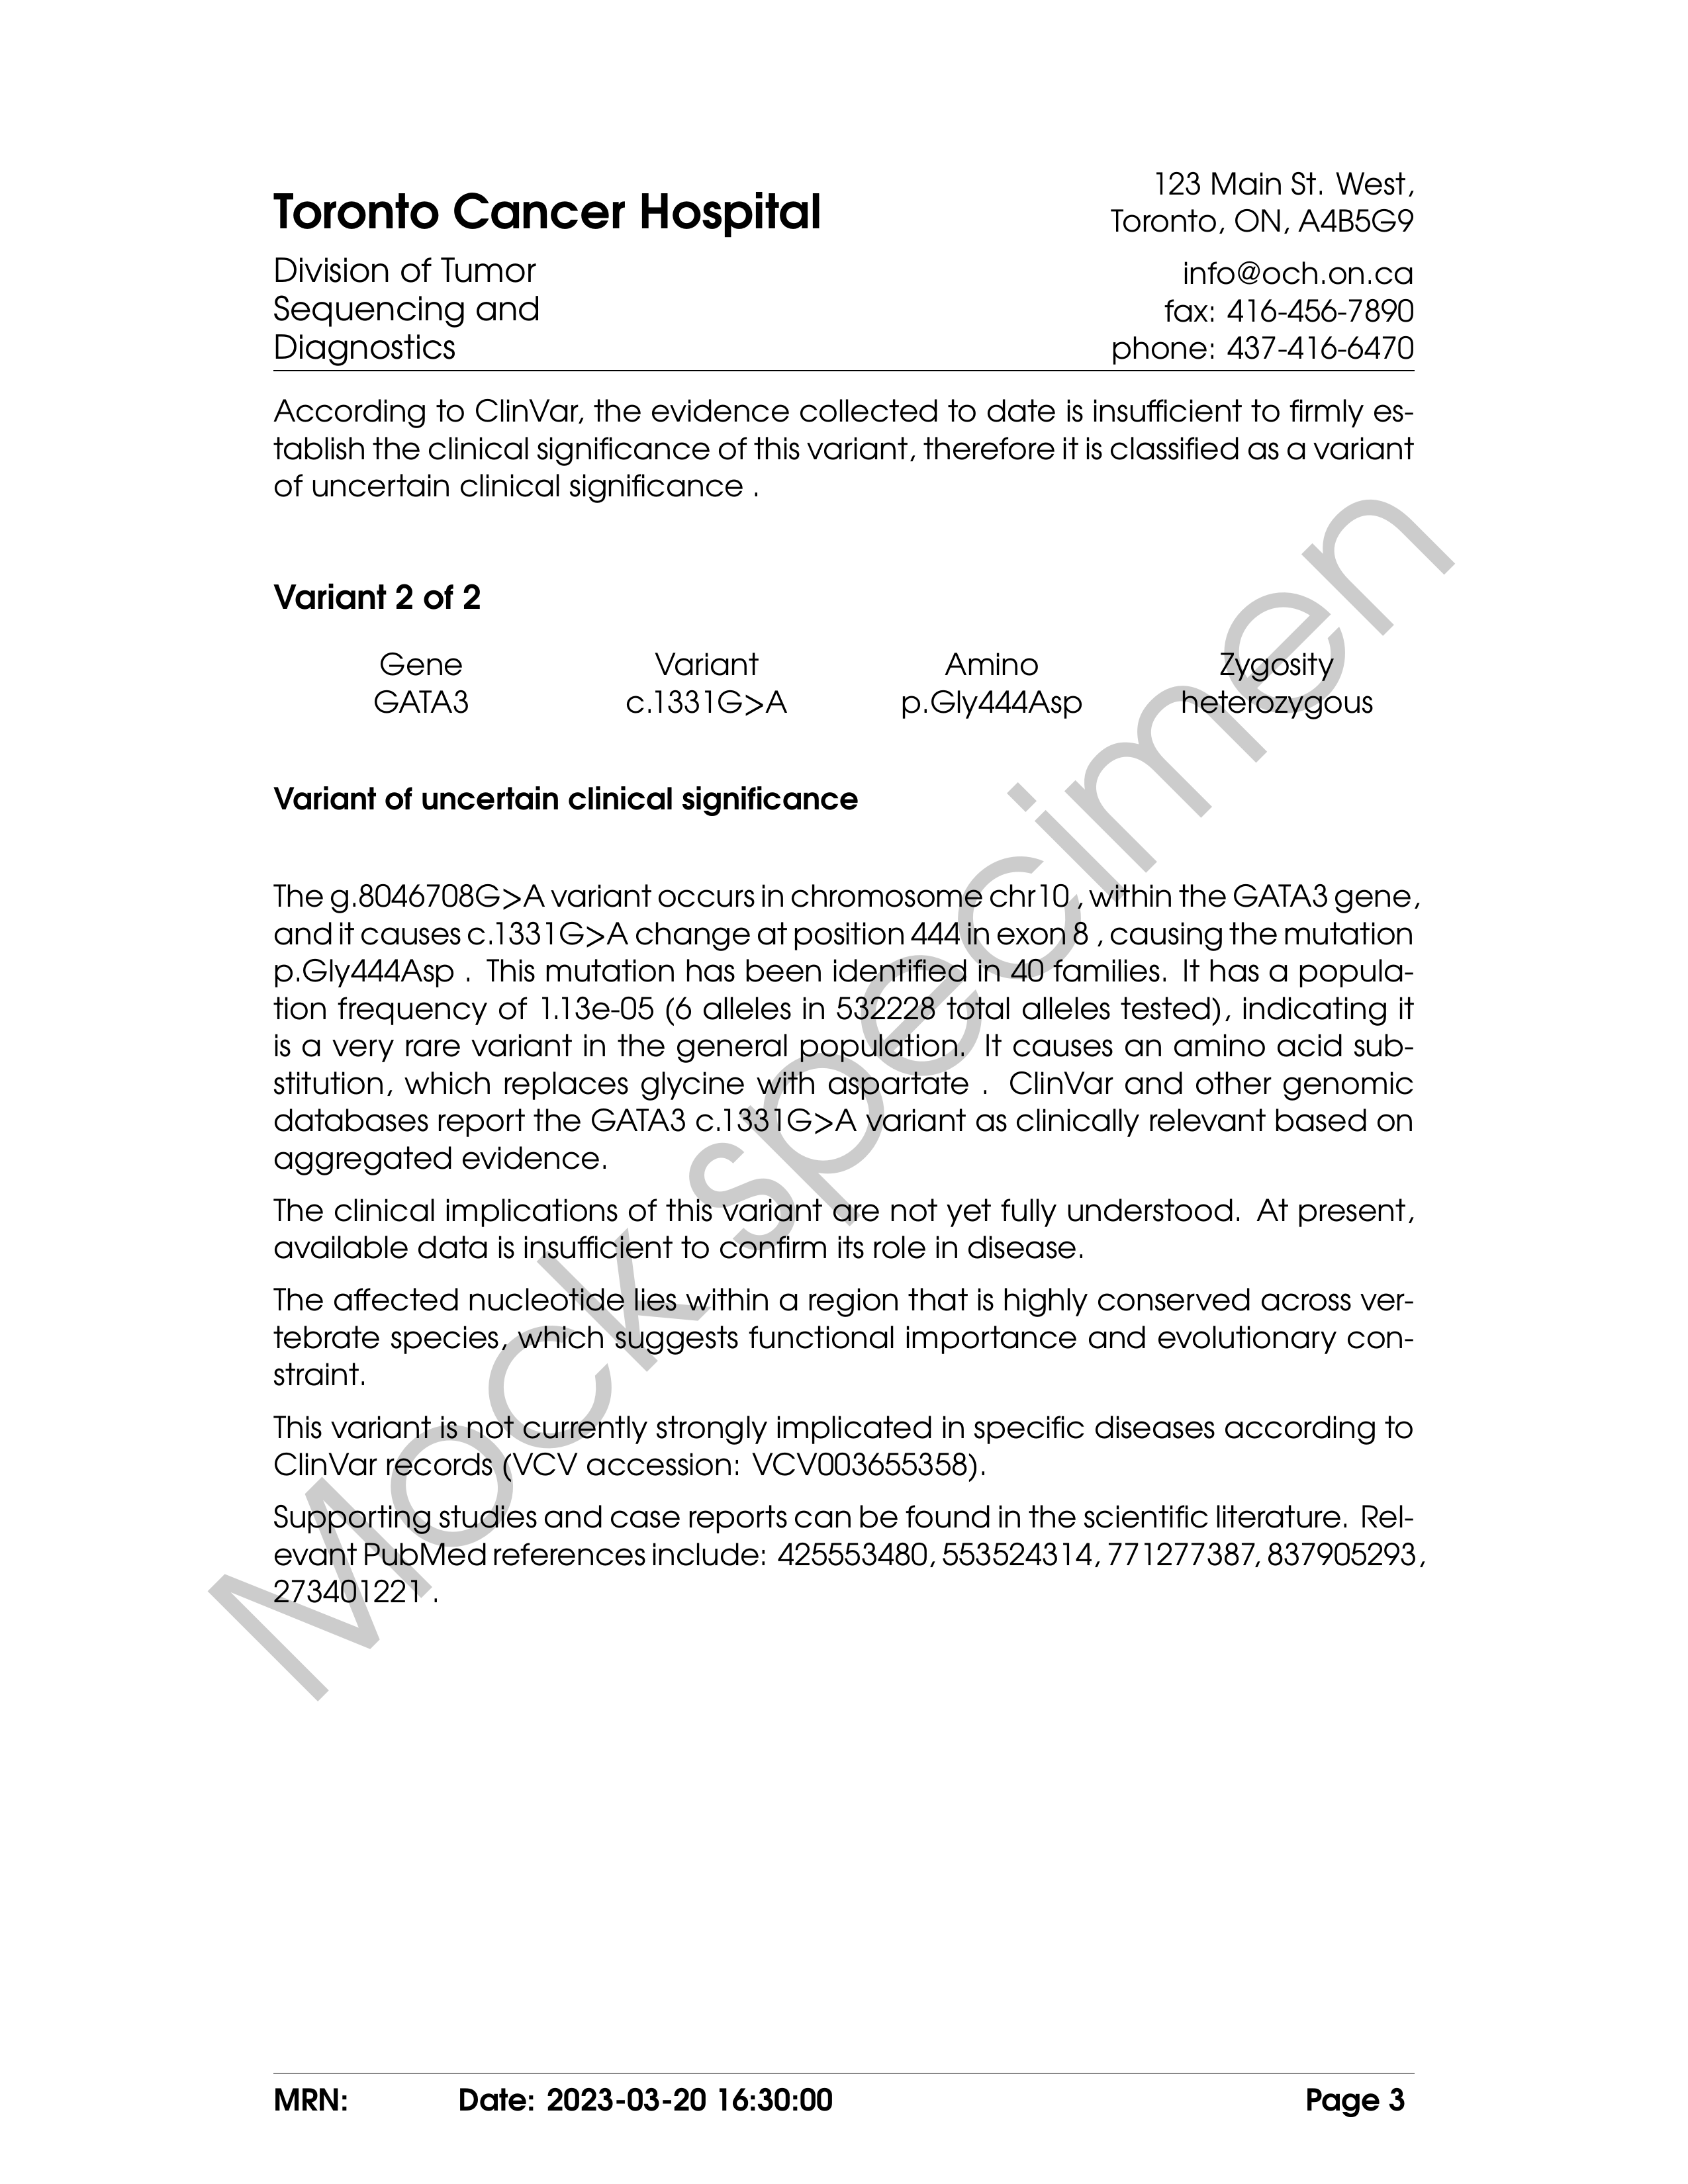 Toronto Cancer Hospital
123 Main St. West,
Toronto, ON, A4B5G9
Division of Tumor
Sequencing and
Diagnostics
info@och.on.ca
fax: 416-456-7890
phone: 437-416-6470
According to ClinVar, the evidence collected to date is insufficient to firmly es-
tablish the clinical significance of this variant, therefore it is classified as a variant
of uncertain clinical significance .
Variant 2 of 2
Gene Variant Amino Zygosity
GATA3 c.1331G>A p.Gly444Asp heterozygous
Variant of uncertain clinical significance
The g.8046708G>A variant occurs in chromosome chr10 , within the GATA3 gene,
and it causes c.1331G>A change at position 444 in exon 8 , causing the mutation
p.Gly444Asp . This mutation has been identified in 40 families. It has a popula-
tion frequency of 1.13e-05 (6 alleles in 532228 total alleles tested), indicating it
is a very rare variant in the general population. It causes an amino acid sub-
stitution, which replaces glycine with aspartate . ClinVar and other genomic
databases report the GATA3 c.1331G>A variant as clinically relevant based on
aggregated evidence.
The clinical implications of this variant are not yet fully understood. At present,
available data is insufficient to confirm its role in disease.
The affected nucleotide lies within a region that is highly conserved across ver-
tebrate species, which suggests functional importance and evolutionary con-
straint.
This variant is not currently strongly implicated in specific diseases according to
ClinVar records (VCV accession: VCV003655358).
Supporting studies and case reports can be found in the scientific literature. Rel-
evant PubMed references include: 425553480, 553524314, 771277387, 837905293,
273401221 .
Mock specimen
MRN: Date: 2023-03-20 16:30:00 Page 3